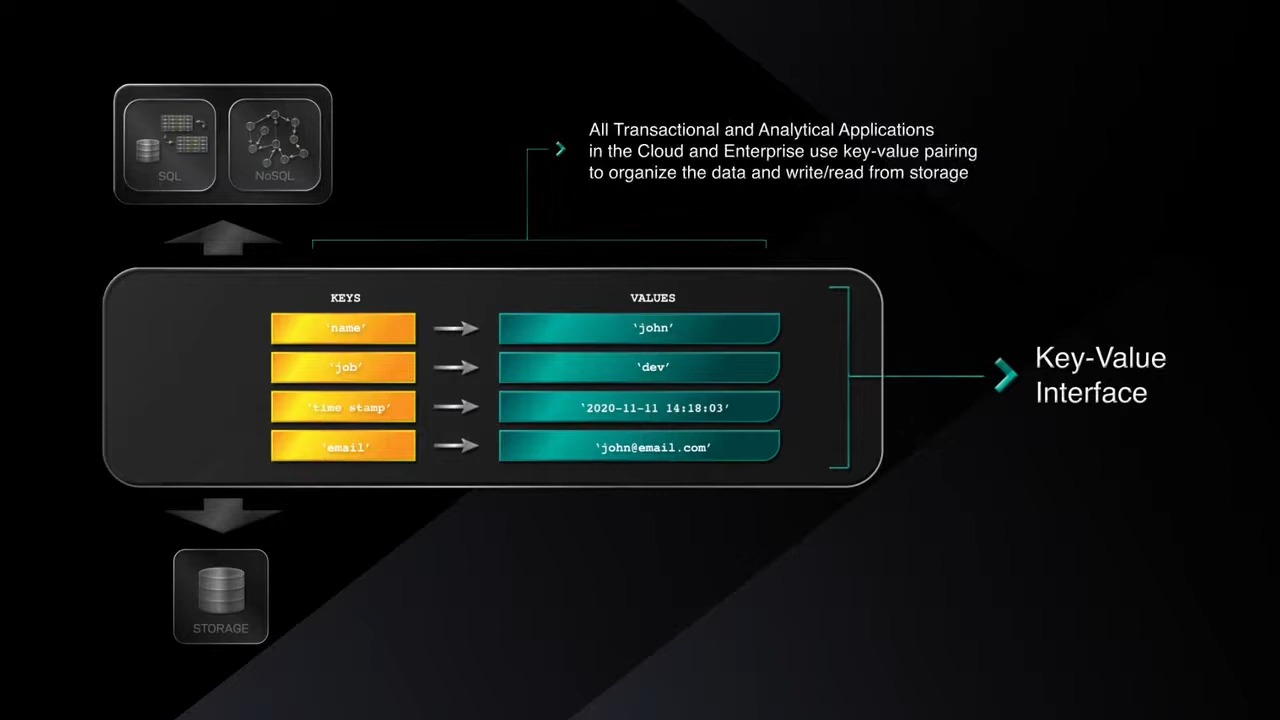 SQL
NoSQL
All Transactional and Analytical Applications
in the Cloud and Enterprise use key-value pairing
to organize the data and write/read from storage
KEYS
VALUES
‘name’
‘john’
‘job’
‘dev’
‘time stamp’
‘2020-11-11 14:18:03’
‘email’
‘john@email.com’
Key-Value
Interface
STORAGE